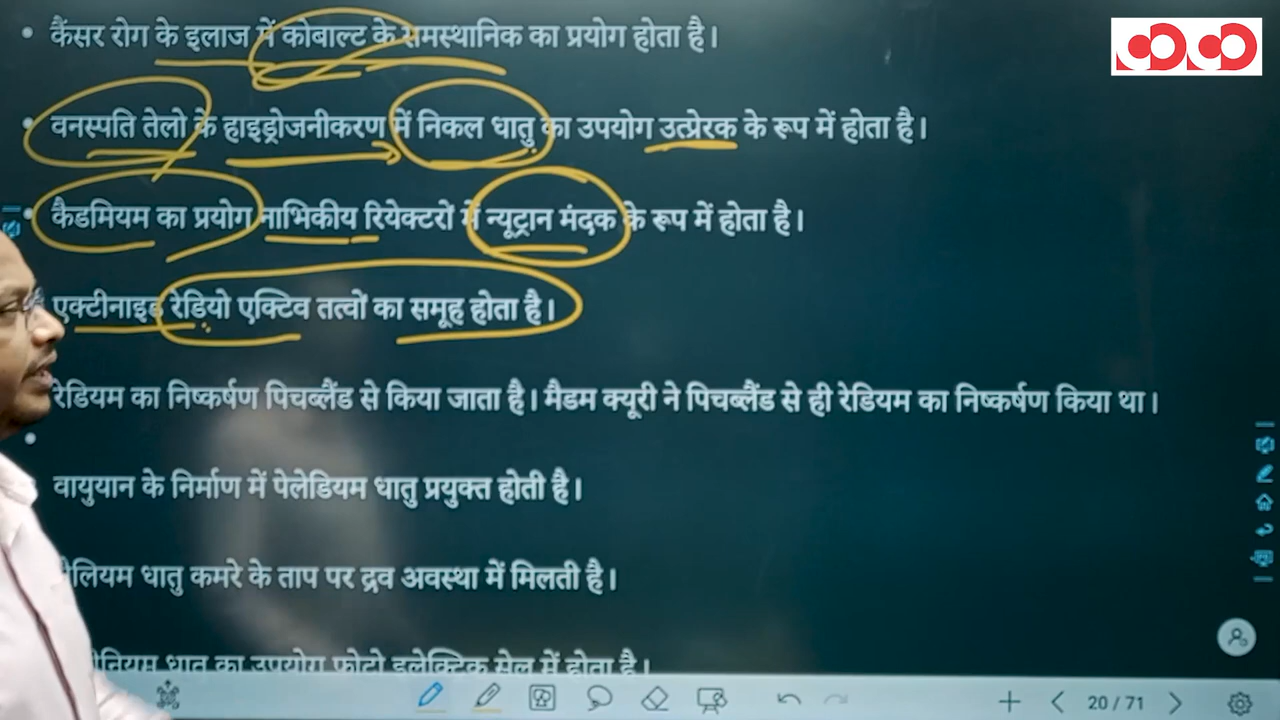 कैंसर रोग के इलाज में कोबाल्ट के समस्थानिक का प्रयोग होता है।
वनस्पति तेलो के हाइड्रोजनीकरण में निकल धातु का उपयोग उत्प्रेरक के रूप में होता है।
कैडमियम का प्रयोग नाभिकीय रियेक्टरों में न्यूट्रान मंदक के रूप में होता है।
एक्टीनाइड रेडियो एक्टिव तत्वों का समूह होता है।
रेडियम का निष्कर्षण पिचब्लैंड से किया जाता है। मैडम क्यूरी ने पिचब्लैंड से ही रेडियम का निष्कर्षण किया था।
वायुयान के निर्माण में पेलेडियम धातु प्रयुक्त होती है।
धातु कमरे के ताप पर द्रव अवस्था में मिलती है।
धातु का उपयोग फोटो इलेक्ट्रिक सेल में होता है।
20 / 71